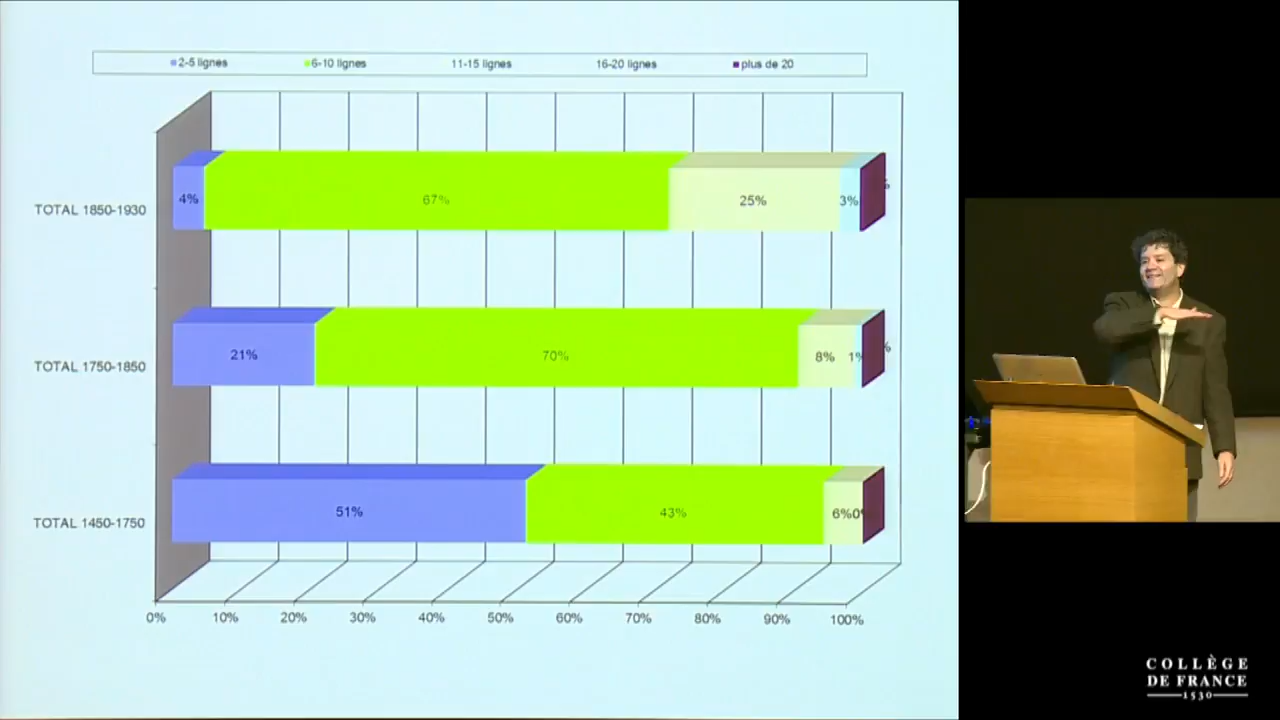 2-5 lignes 6-10 lignes 11-15 lignes 16-20 lignes plus de 20
TOTAL 1850-1930 4% 67% 25% 3%
TOTAL 1750-1850 21% 70% 8% 1%
TOTAL 1450-1750 51% 43% 6% 0%
0% 10% 20% 30% 40% 50% 60% 70% 80% 90% 100%
COLLÈGE
DE FRANCE
1530